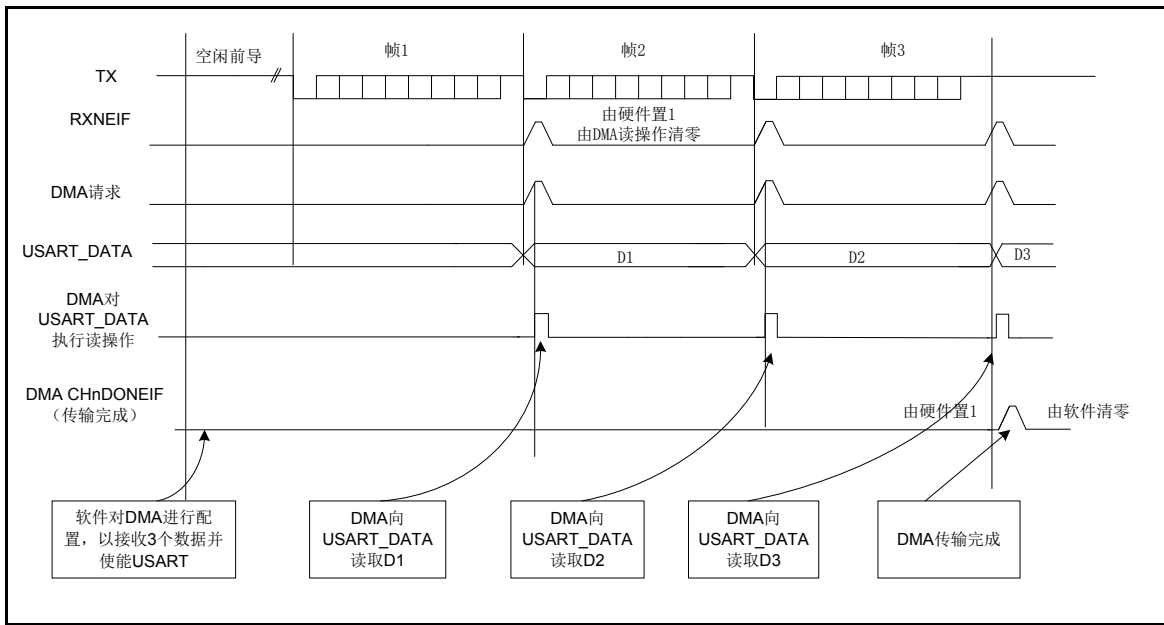 空闲前导
帧1
帧2
帧3
TX
RXNEIF
由硬件置1
由DMA读操作清零
DMA请求
USART_DATA
D1
D2
D3
DMA对
USART_DATA
执行读操作
DMA CHnDONEIF
（传输完成）
由硬件置1
由软件清零
软件对DMA进行配
置，以接收3个数据并
使能USART
DMA向
USART_DATA
读取D1
DMA向
USART_DATA
读取D2
DMA向
USART_DATA
读取D3
DMA传输完成